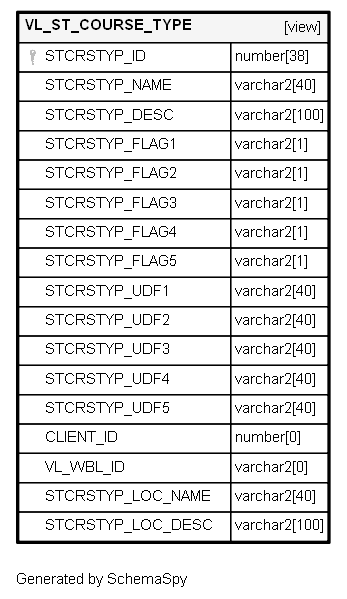 VL_ST_COURSE_TYPE [view]
STCRSTYP_ID number[38]
STCRSTYP_NAME varchar2[40]
STCRSTYP_DESC varchar2[100]
STCRSTYP_FLAG1 varchar2[1]
STCRSTYP_FLAG2 varchar2[1]
STCRSTYP_FLAG3 varchar2[1]
STCRSTYP_FLAG4 varchar2[1]
STCRSTYP_FLAG5 varchar2[1]
STCRSTYP_UDF1 varchar2[40]
STCRSTYP_UDF2 varchar2[40]
STCRSTYP_UDF3 varchar2[40]
STCRSTYP_UDF4 varchar2[40]
STCRSTYP_UDF5 varchar2[40]
CLIENT_ID number[0]
VL_WBL_ID varchar2[0]
STCRSTYP_LOC_NAME varchar2[40]
STCRSTYP_LOC_DESC varchar2[100]
Generated by SchemaSpy